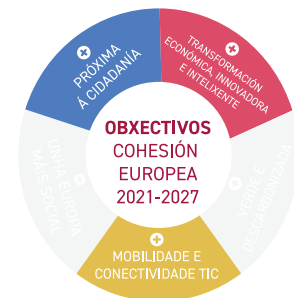 PRÓXIMA
Á CIDADANÍA
TRANSFORMACIÓN
ECONÓMICA, INNOVADORA
E INTELIXENTE
OBXECTIVOS
COHESIÓN
EUROPEA
2021-2027
UNHA EUROPA
MAIS SOCIAL
VERDE E
DESCARBONIZADA
MOBILIDADE E
CONECTIVIDADE TIC